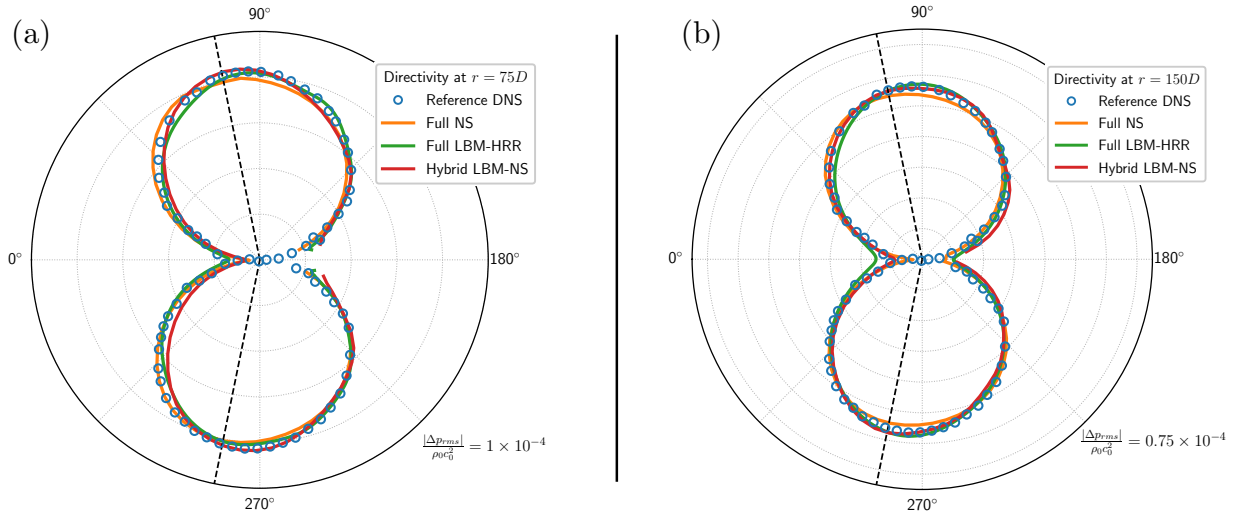 (a)
90°
Directivity at r = 75D
Reference DNS
Full NS
Full LBM-HRR
Hybrid LBM-NS
0°
180°
|Δp_rms| / ρ₀c₀² = 1 × 10⁻⁴
270°
(b)
90°
Directivity at r = 150D
Reference DNS
Full NS
Full LBM-HRR
Hybrid LBM-NS
0°
180°
|Δp_rms| / ρ₀c₀² = 0.75 × 10⁻⁴
270°